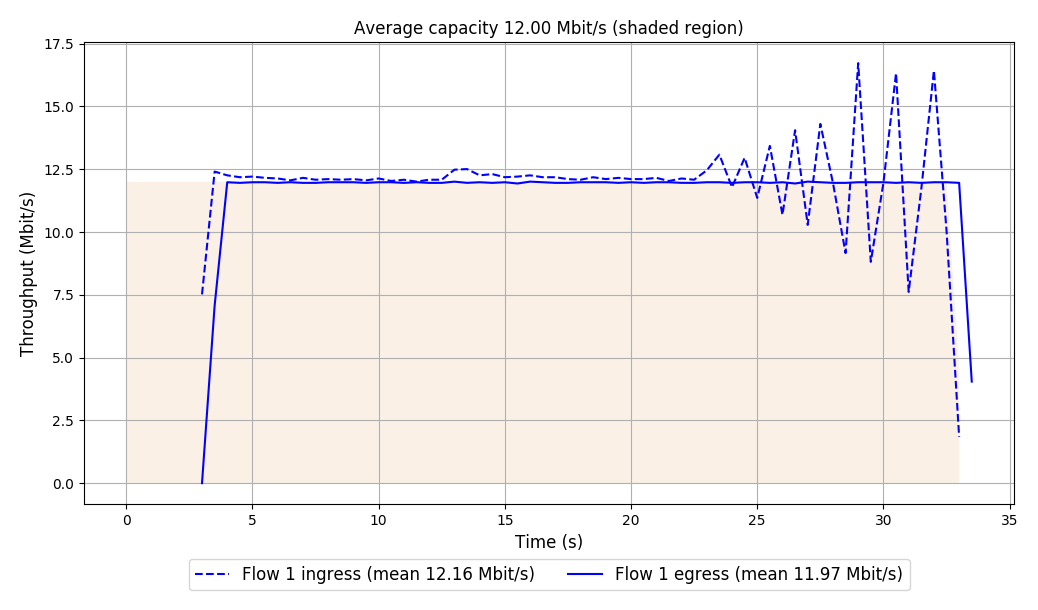 Average capacity 12.00 Mbit/s (shaded region)
17.5
15.0
12.5
10.0
7.5
5.0
2.5
0.0
Throughput (Mbit/s)
0 5 10 15 20 25 30 35
Time (s)
Flow 1 ingress (mean 12.16 Mbit/s) Flow 1 egress (mean 11.97 Mbit/s)